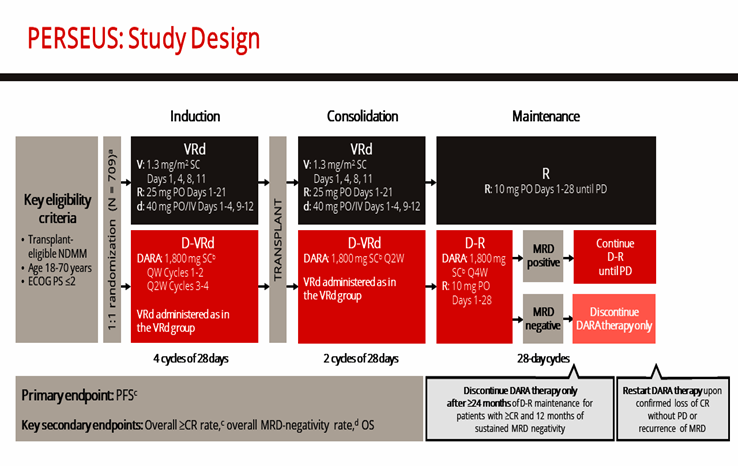 PERSEUS: Study Design
Induction
Consolidation
Maintenance
Key eligibility
criteria
• Transplant-
eligible NDMM
• Age 18-70 years
• ECOG PS ≤2
1:1 randomization (N = 709)ᵃ
VRd
V: 1.3 mg/m² SC
Days 1, 4, 8, 11
R: 25 mg PO Days 1-21
d: 40 mg PO/IV Days 1-4, 9-12
D-VRd
DARA: 1,800 mg SCᵇ
QW Cycles 1-2
Q2W Cycles 3-4
VRd administered as in
the VRd group
4 cycles of 28 days
TRANSPLANT
VRd
V: 1.3 mg/m² SC
Days 1, 4, 8, 11
R: 25 mg PO Days 1-21
d: 40 mg PO/IV Days 1-4, 9-12
D-VRd
DARA: 1,800 mg SCᵇ Q2W
VRd administered as in
the VRd group
2 cycles of 28 days
R
R: 10 mg PO Days 1-28 until PD
D-R
DARA: 1,800 mg
SCᵇ Q4W
R: 10 mg PO
Days 1-28
MRD
positive
Continue
D-R
until PD
MRD
negative
Discontinue
DARA therapy only
28-day cycles
Primary endpoint: PFSᶜ
Key secondary endpoints: Overall ≥CR rate,ᶜ overall MRD-negativity rate,ᵈ OS
Discontinue DARA therapy only
after ≥24 months of D-R maintenance for
patients with ≥CR and 12 months of
sustained MRD negativity
Restart DARA therapy upon
confirmed loss of CR
without PD or
recurrence of MRD